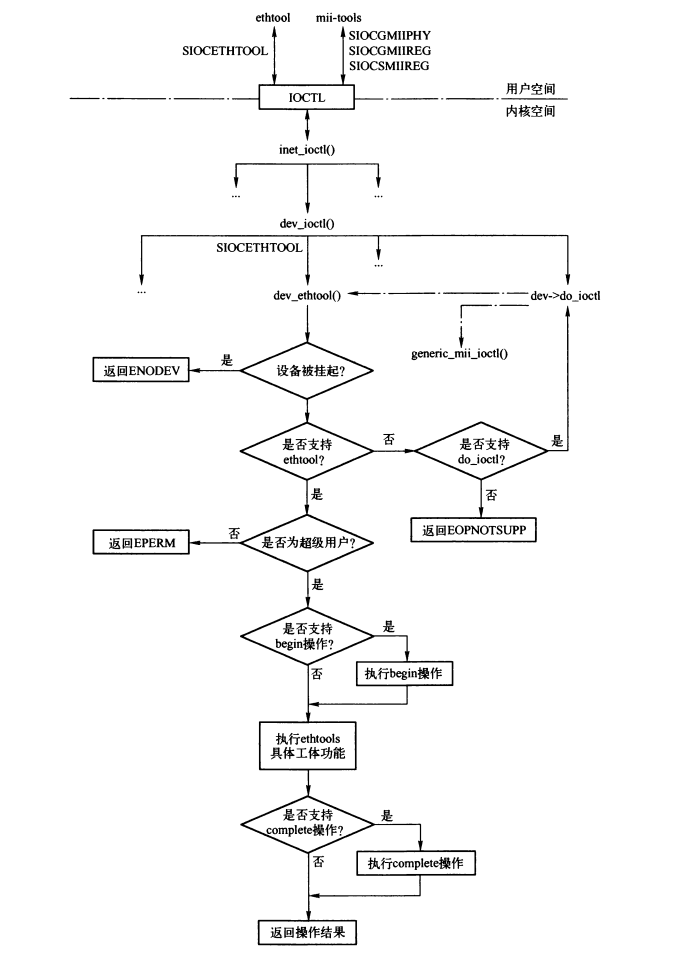 ethtool
mii-tools
SIOCETHTOOL
SIOCGMIIPHY
SIOCGMIIREG
SIOCSMIIREG
IOCTL
用户空间
内核空间
inet_ioctl()
...
...
dev_ioctl()
SIOCETHTOOL
...
...
dev_ethtool()
dev->do_ioctl
generic_mii_ioctl()
设备被挂起?
是
返回ENODEV
是否支持
ethtool?
否
是否支持
do_ioctl?
是
是
否
返回EOPNOTSUPP
是否为超级用户?
否
返回EPERM
是
是否支持
begin操作?
是
否
执行begin操作
执行ethtools
具体工体功能
是否支持
complete操作?
是
否
执行complete操作
返回操作结果